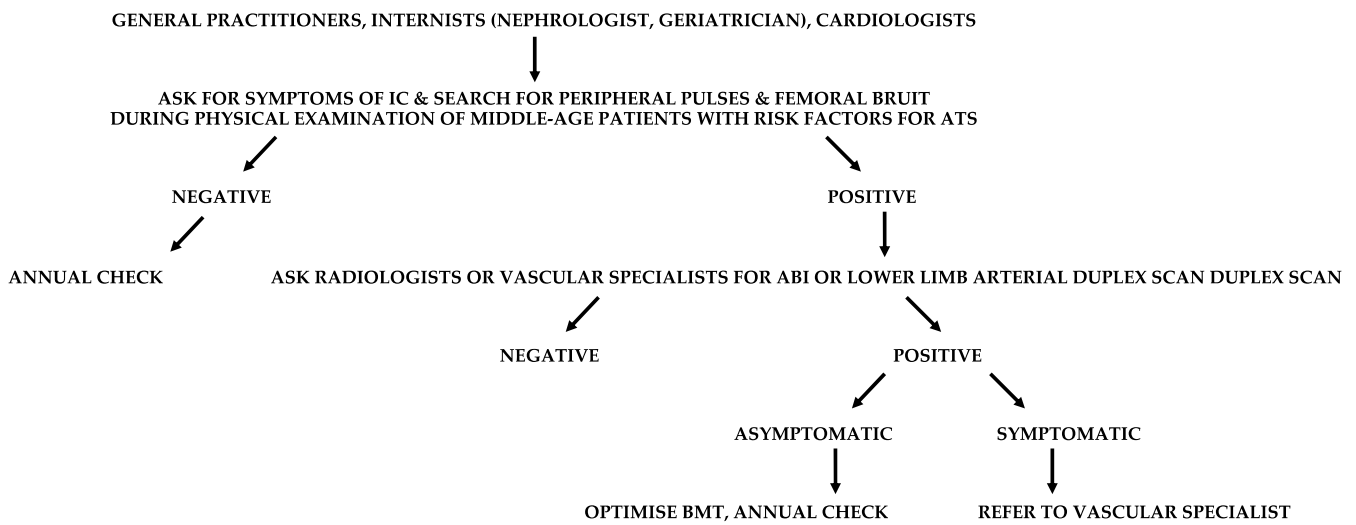 GENERAL PRACTITIONERS, INTERNISTS (NEPHROLOGIST, GERIATRICIAN), CARDIOLOGISTS
ASK FOR SYMPTOMS OF IC & SEARCH FOR PERIPHERAL PULSES & FEMORAL BRUIT
DURING PHYSICAL EXAMINATION OF MIDDLE-AGE PATIENTS WITH RISK FACTORS FOR ATS
NEGATIVE
POSITIVE
ANNUAL CHECK
ASK RADIOLOGISTS OR VASCULAR SPECIALISTS FOR ABI OR LOWER LIMB ARTERIAL DUPLEX SCAN DUPLEX SCAN
NEGATIVE
POSITIVE
ASYMPTOMATIC
SYMPTOMATIC
OPTIMISE BMT, ANNUAL CHECK
REFER TO VASCULAR SPECIALIST